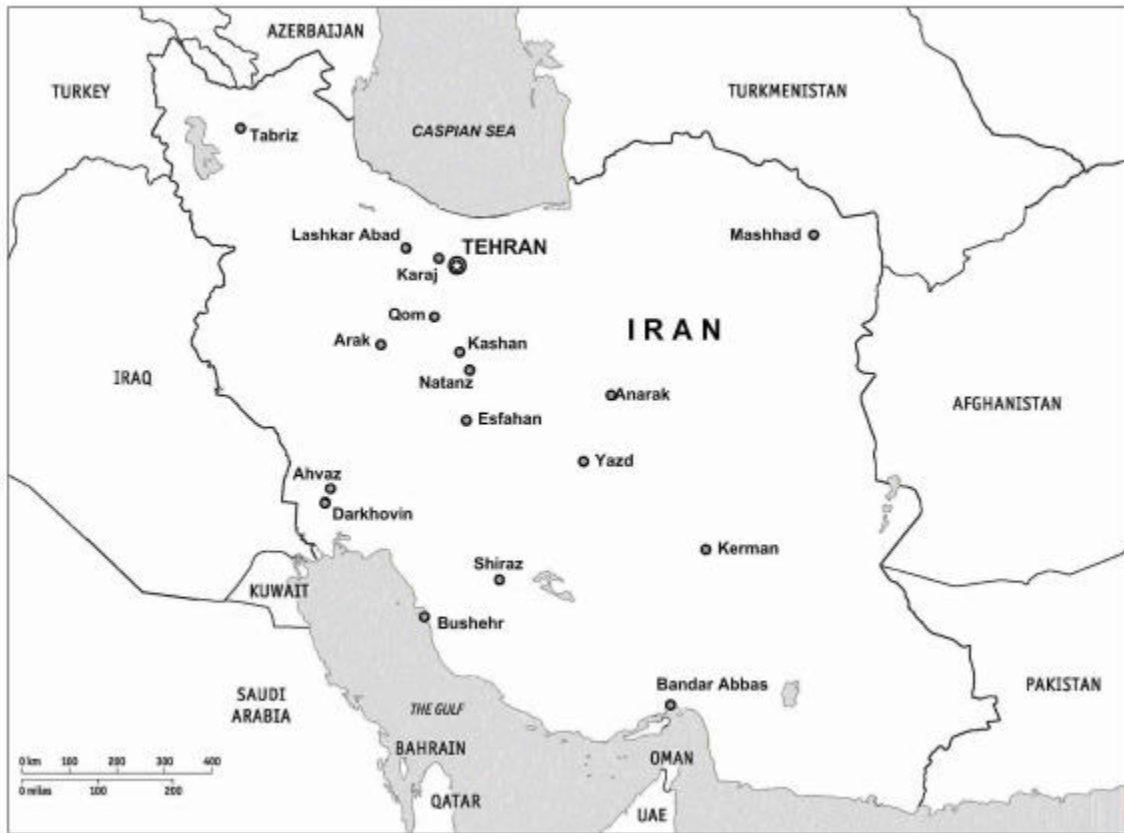 AZERBAIJAN
TURKEY
TURKMENISTAN
CASPIAN SEA
Tabriz
Lashkar Abad
TEHRAN
Mashhad
Karaj
Qom
IRAN
Arak
Kashan
Natanz
IRAQ
Anarak
AFGHANISTAN
Esfahan
Yazd
Ahvaz
Darkhovin
Kerman
Shiraz
KUWAIT
Bushehr
Bandar Abbas
PAKISTAN
SAUDI
ARABIA
THE GULF
BAHRAIN
OMAN
QATAR
UAE
0 km 100 200 300 400
0 miles 100 200